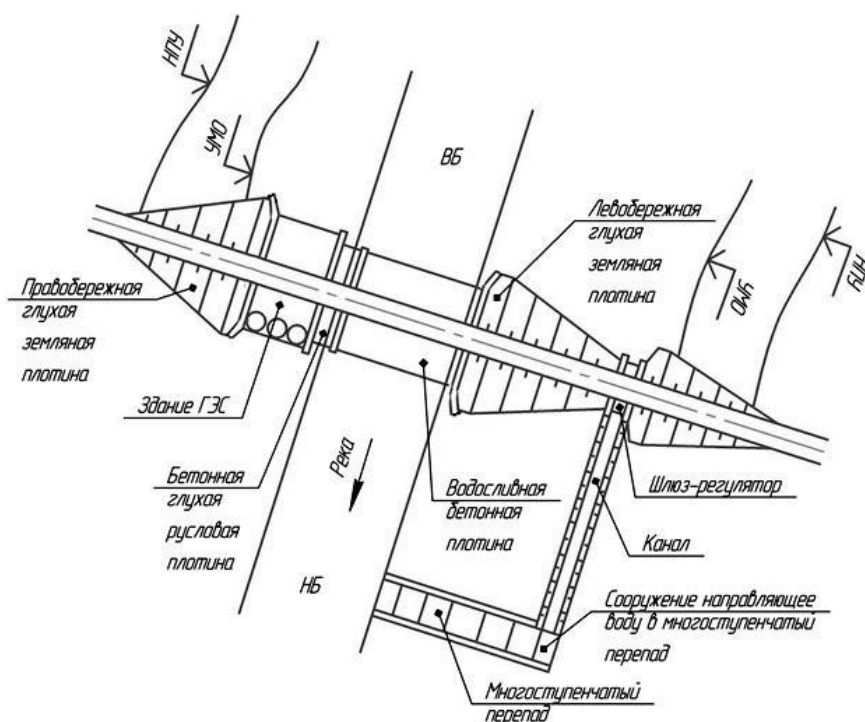 НПУ
УМО
ВБ
Левобережная
глухая
земляная
плотина
УМО
НПУ
Правобережная
глухая
земляная
плотина
Здание ГЭС
Бетонная
глухая
русловая
плотина
Река
Водосливная
бетонная
плотина
Шлюз-регулятор
Канал
НБ
Сооружение направляющее
воду в многоступенчатый
перепад
Многоступенчатый
перепад